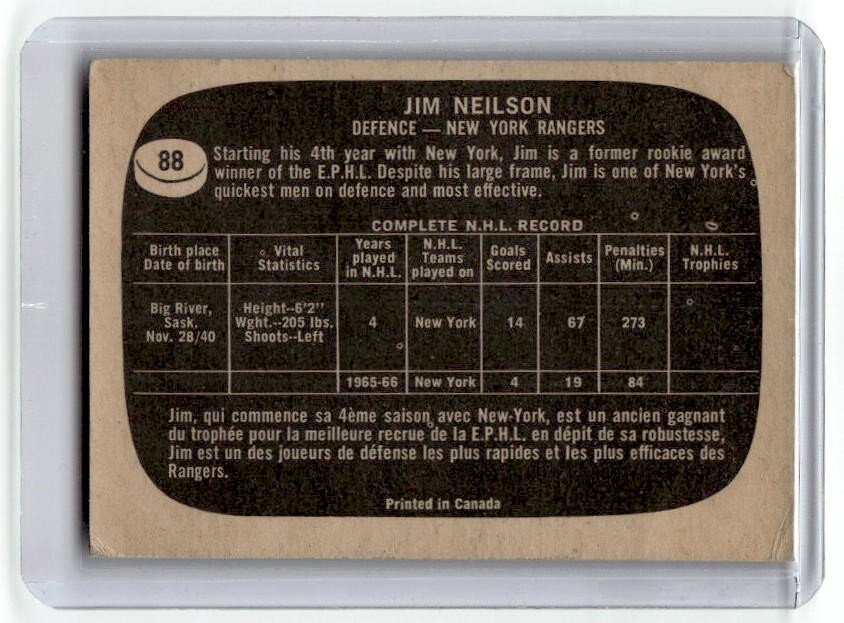 JIM NEILSON
DEFENCE — NEW YORK RANGERS
88
Starting his 4th year with New York, Jim is a former rookie award
winner of the E.P.H.L. Despite his large frame, Jim is one of New York's
quickest men on defence and most effective.
COMPLETE N.H.L. RECORD
Birth place Date of birth | Vital Statistics | Years played in N.H.L. | N.H.L. Teams played on | Goals Scored | Assists | Penalties (Min.) | N.H.L. Trophies
Big River, Sask. Nov. 28/40 | Height--6'2" Wght.--205 lbs. Shoots--Left | 4 | New York | 14 | 67 | 273
1965-66 | New York | 4 | 19 | 84
Jim, qui commence sa 4ème saison avec New-York, est un ancien gagnant
du trophée pour la meilleure recrue de la E.P.H.L. en dépit de sa robustesse,
Jim est un des joueurs de défense les plus rapides et les plus efficaces des
Rangers.
Printed in Canada